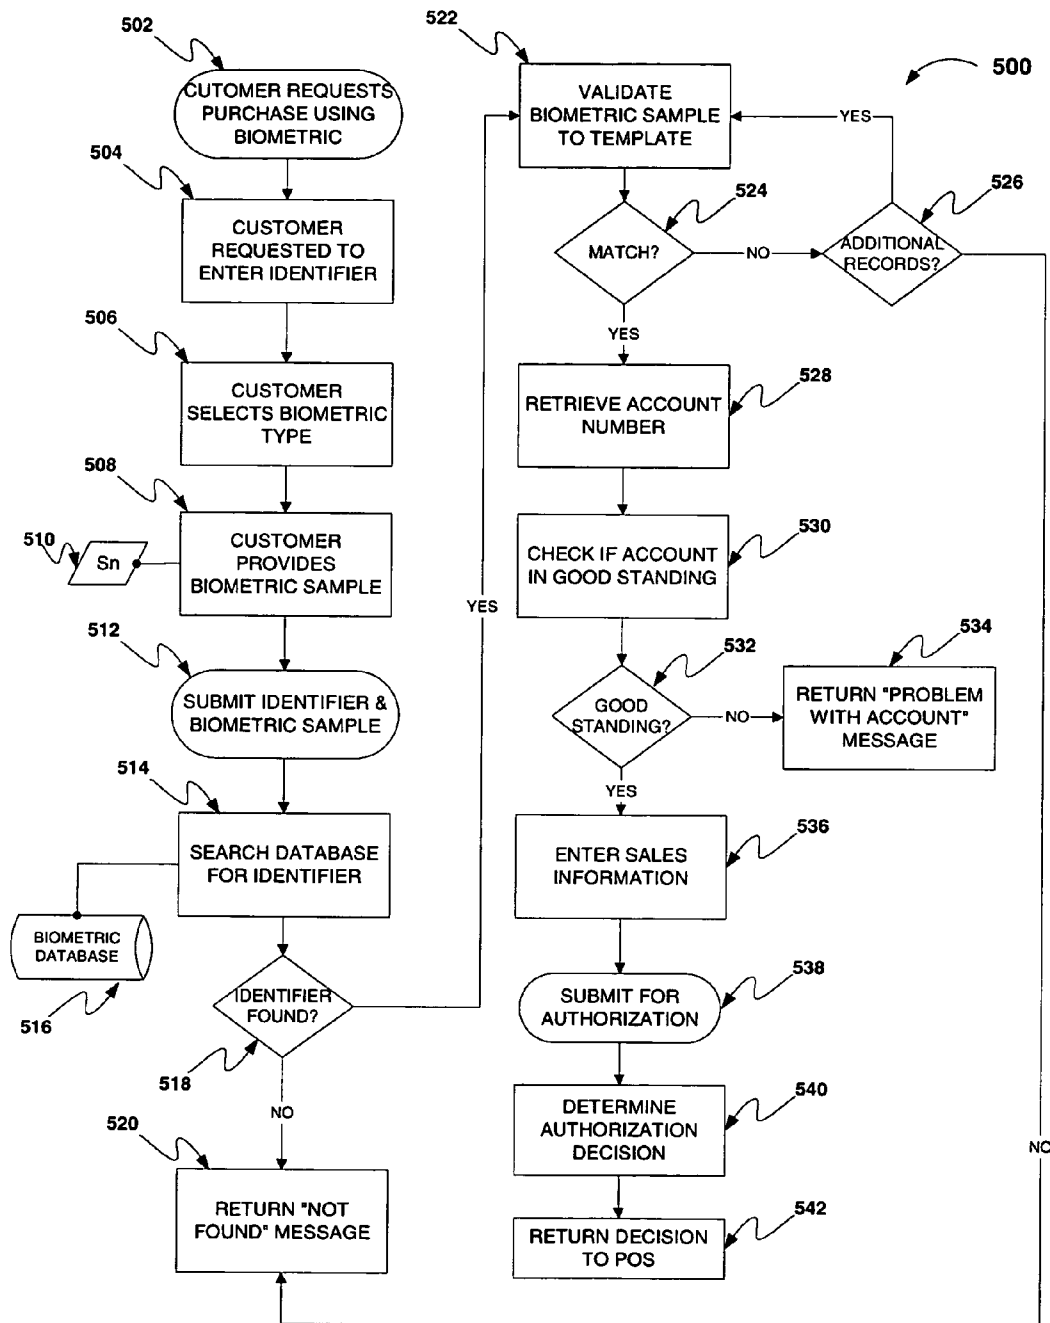 502
CUTOMER REQUESTS
PURCHASE USING
BIOMETRIC
504
CUSTOMER
REQUESTED TO
ENTER IDENTIFIER
506
CUSTOMER
SELECTS BIOMETRIC
TYPE
508
510
Sn
CUSTOMER
PROVIDES
BIOMETRIC SAMPLE
512
SUBMIT IDENTIFIER &
BIOMETRIC SAMPLE
514
SEARCH DATABASE
FOR IDENTIFIER
BIOMETRIC
DATABASE
516
IDENTIFIER
FOUND?
518
YES
NO
520
RETURN "NOT
FOUND" MESSAGE
500
522
VALIDATE
BIOMETRIC SAMPLE
TO TEMPLATE
YES
524
MATCH?
NO
526
ADDITIONAL
RECORDS?
NO
YES
528
RETRIEVE ACCOUNT
NUMBER
530
CHECK IF ACCOUNT
IN GOOD STANDING
532
GOOD
STANDING?
NO
534
RETURN "PROBLEM
WITH ACCOUNT"
MESSAGE
YES
536
ENTER SALES
INFORMATION
538
SUBMIT FOR
AUTHORIZATION
540
DETERMINE
AUTHORIZATION
DECISION
542
RETURN DECISION
TO POS